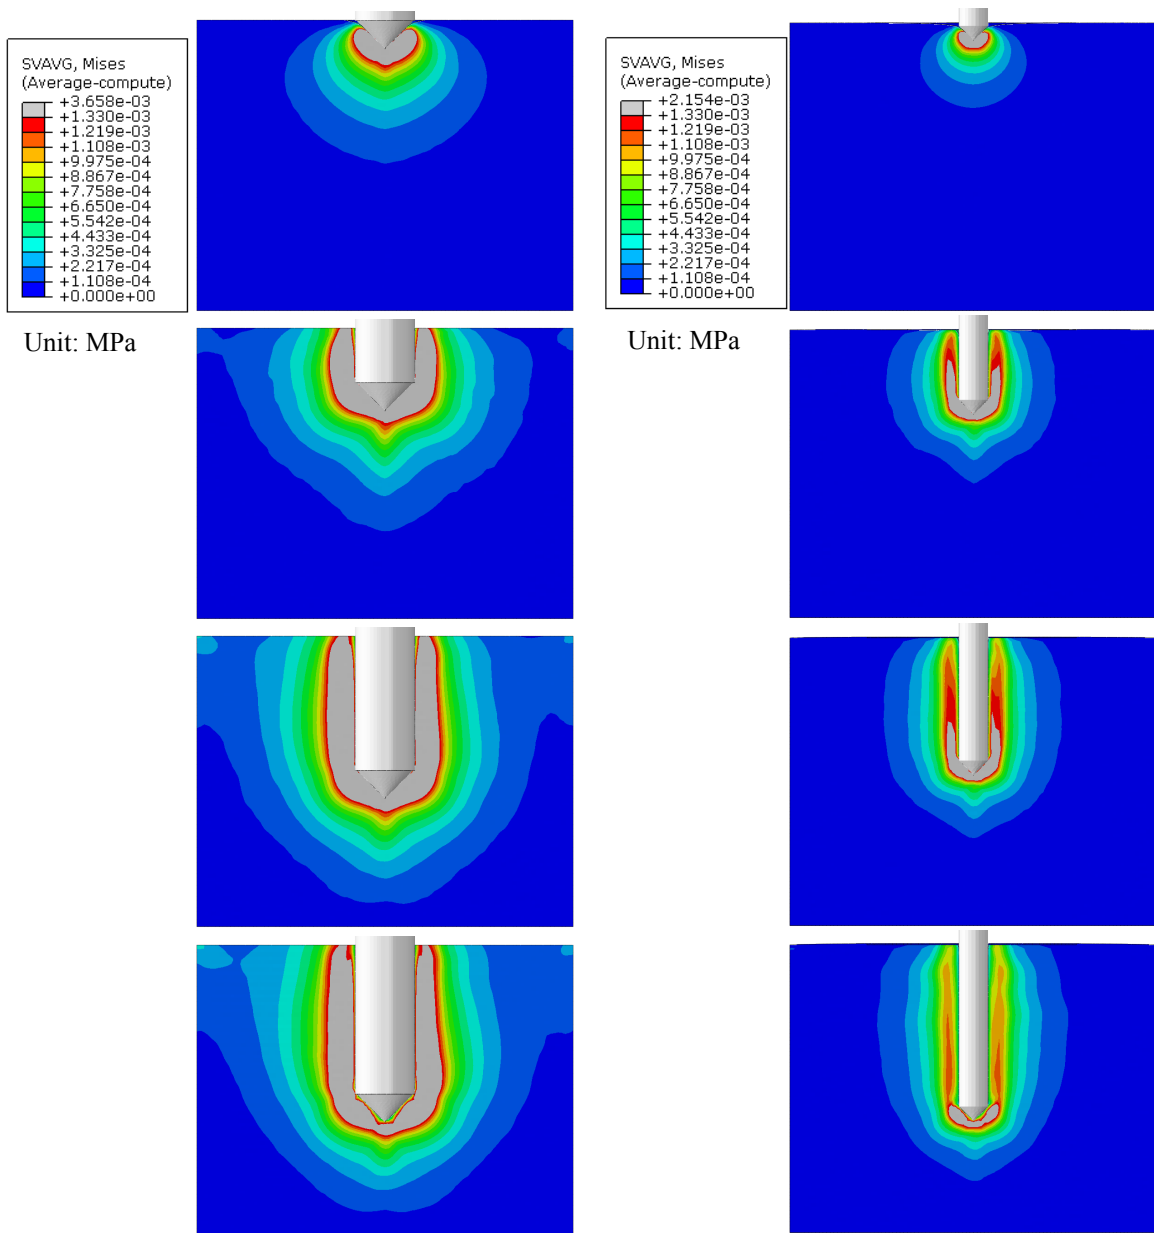 SVAVG, Mises
(Average-compute)
+3.658e-03
+1.330e-03
+1.219e-03
+1.108e-03
+9.975e-04
+8.867e-04
+7.758e-04
+6.650e-04
+5.542e-04
+4.433e-04
+3.325e-04
+2.217e-04
+1.108e-04
+0.000e+00
Unit: MPa
SVAVG, Mises
(Average-compute)
+2.154e-03
+1.330e-03
+1.219e-03
+1.108e-03
+9.975e-04
+8.867e-04
+7.758e-04
+6.650e-04
+5.542e-04
+4.433e-04
+3.325e-04
+2.217e-04
+1.108e-04
+0.000e+00
Unit: MPa